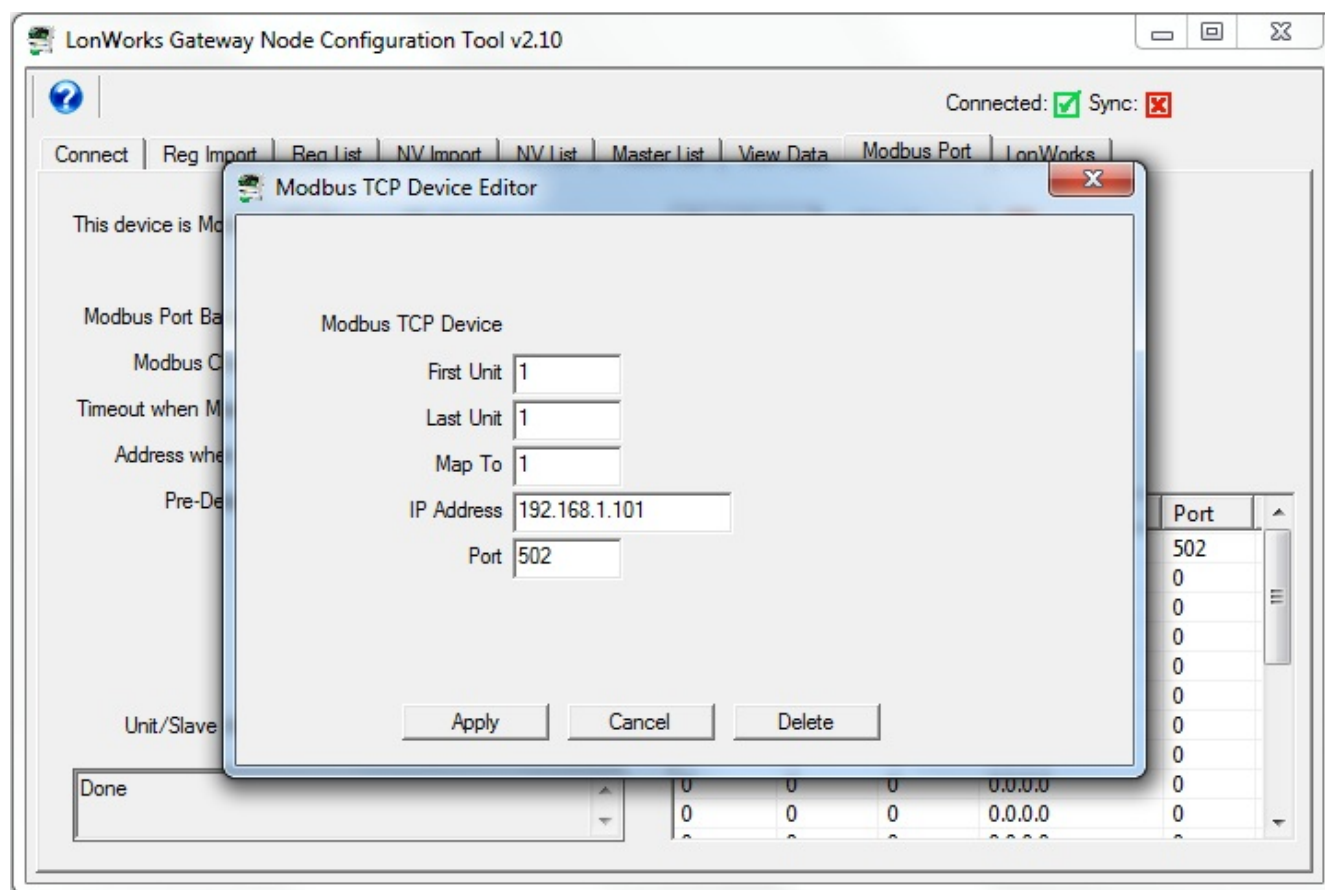 LonWorks Gateway Node Configuration Tool v2.10
Connected: Sync:
Connect Reg Import Reg List NV Import NV List Master List View Data Modbus Port LonWorks
Modbus TCP Device Editor
This device is Mo
Modbus Port Ba
Modbus TCP Device
Modbus C
First Unit 1
Timeout when M
Last Unit 1
Address whe
Map To 1
Pre-De
IP Address 192.168.1.101
Port
Port 502
502
0
0
0
0
0
Unit/Slave
Apply Cancel Delete
0
0
Done
0 0 0 0.0.0.0 0
0 0 0 0.0.0.0 0